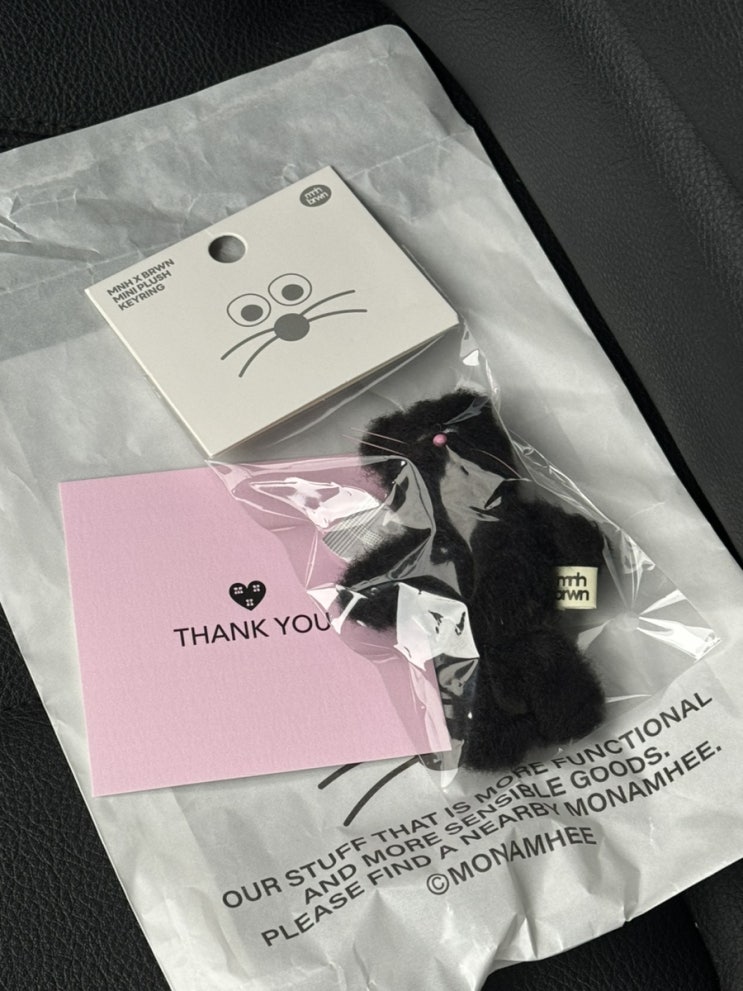 mnh
brwn
MNH X BRWN
MINI PLUSH
KEYRING
THANK YOU
mnh
brwn
OUR STUFF THAT IS MORE FUNCTIONAL
AND MORE SENSIBLE GOODS.
PLEASE FIND A NEARBY MONAMHEE.
©MONAMHEE